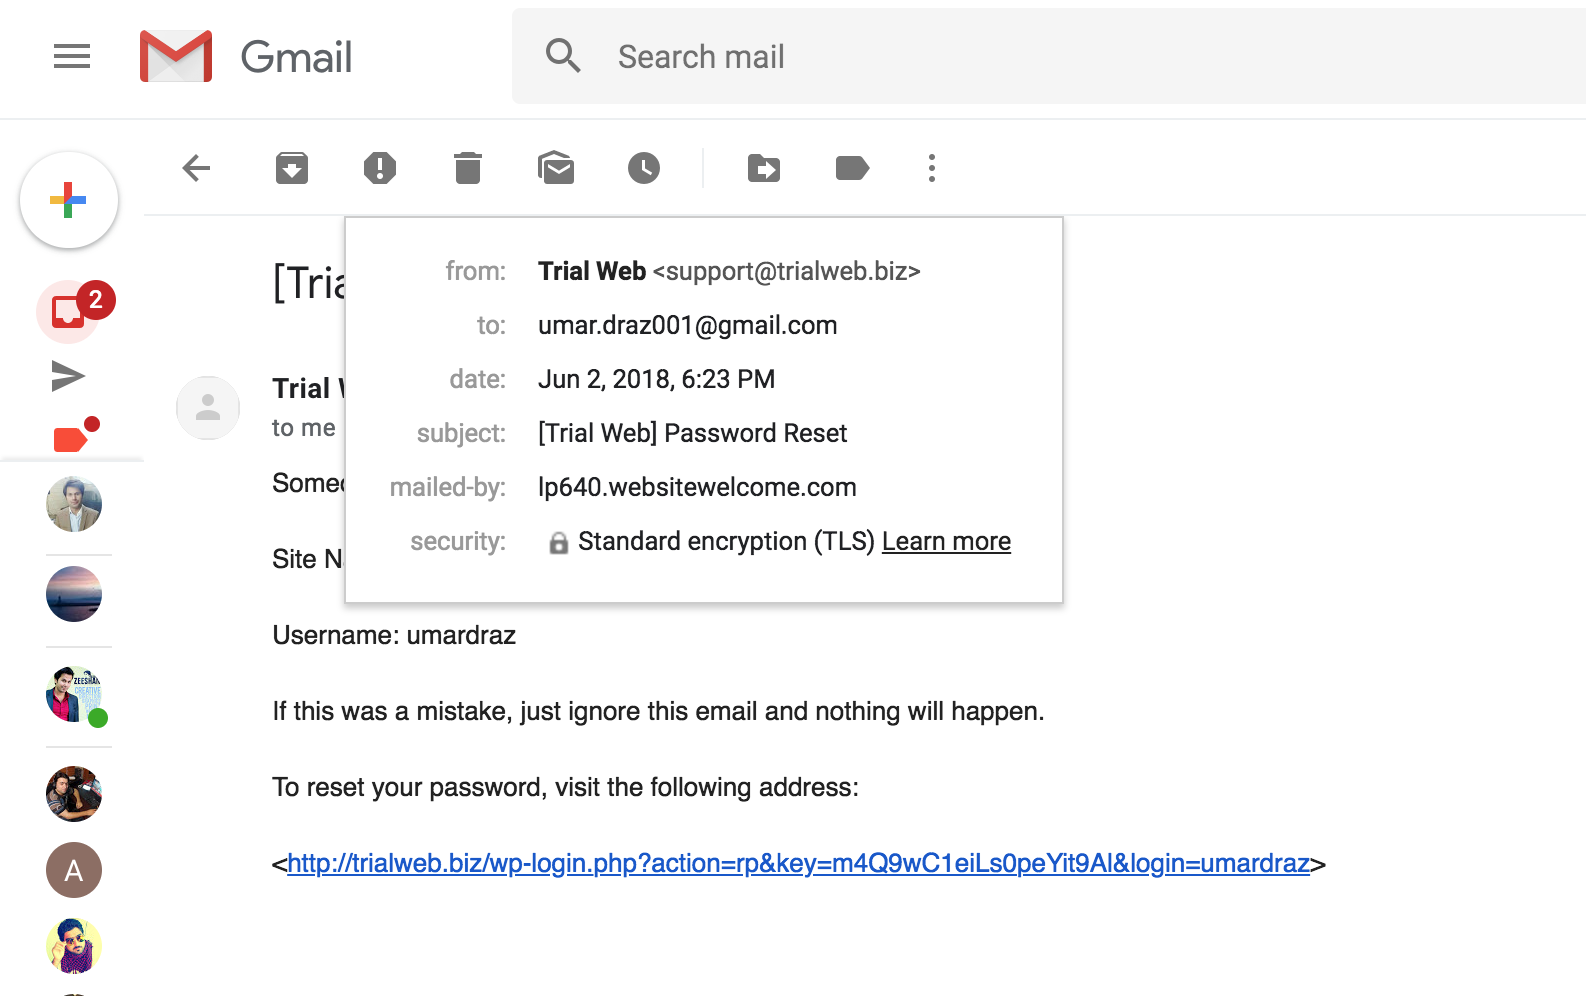 Gmail
Search mail
2
[Tria
from: Trial Web <support@trialweb.biz>
to: umar.draz001@gmail.com
date: Jun 2, 2018, 6:23 PM
subject: [Trial Web] Password Reset
mailed-by: lp640.websitewelcome.com
security: Standard encryption (TLS) Learn more
Trial W
to me
Someo
Site Na
Username: umardraz
If this was a mistake, just ignore this email and nothing will happen.
To reset your password, visit the following address:
<http://trialweb.biz/wp-login.php?action=rp&key=m4Q9wC1eiLs0peYit9Al&login=umardraz>
ZEESHAN
CREATIVE
A